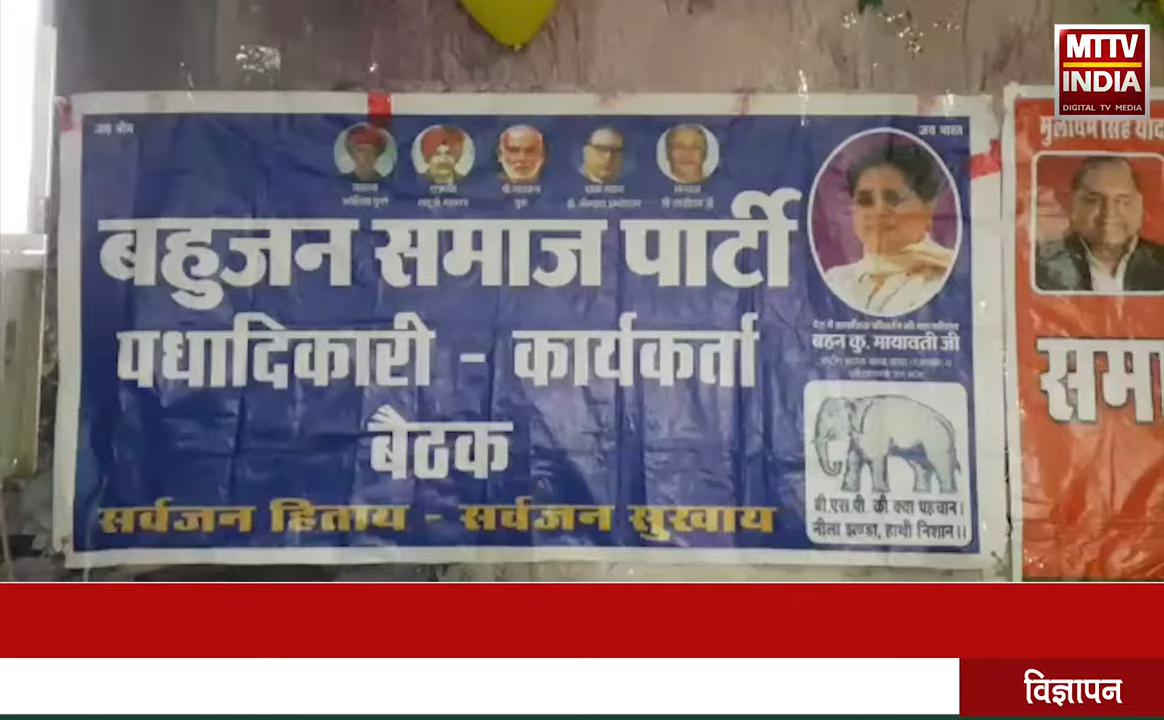 MTTV
INDIA
DIGITAL TV MEDIA
जय भीम
जय भारत
बहुजन समाज पार्टी
पधादिकारी - कार्यकर्ता
बैठक
सर्वजन हिताय - सर्वजन सुखाय
बहन कु. मायावती जी
बी.एस.पी. की क्या पहचान।
नीला झण्डा, हाथी निशान।।
मुलायम सिंह
सम
विज्ञापन